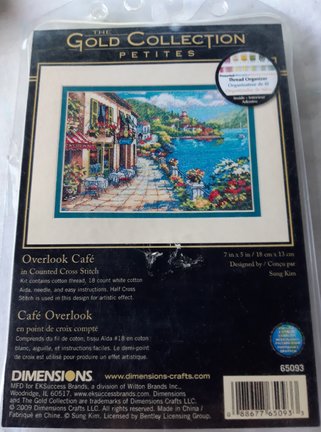 THE
GOLD COLLECTION
PETITES
Thread Organizer
Organisateur de fil
Inside • Intérieur
Overlook Café
in Counted Cross Stitch
Kit contains cotton thread, 18 count white cotton
Aida, needle, and easy instructions. Half Cross
Stitch is used in this design for artistic effect.
7 in x 5 in / 18 cm x 13 cm
Designed by / Conçu par
Sung Kim
Café Overlook
en point de croix compté
Comprends du fil de coton, tissu Aida #18 en coton
blanc, aiguille, et instructions faciles. Le demi-point
de croix est utilisé pour produire un effet artistique.
65093
DIMENSIONS® www.dimensions-crafts.com
MFD for EKSuccess Brands, a division of Wilton Brands Inc.,
Woodridge, IL 60517. www.eksuccessbrands.com. Dimensions
and The Gold Collection are trademarks of Dimensions Crafts LLC.
© 2009 Dimensions Crafts LLC. All rights reserved. Made in China /
Fabriqué en Chine. © Sung Kim. Licensed by Bentley Licensing Group.
0 88677 65093 3